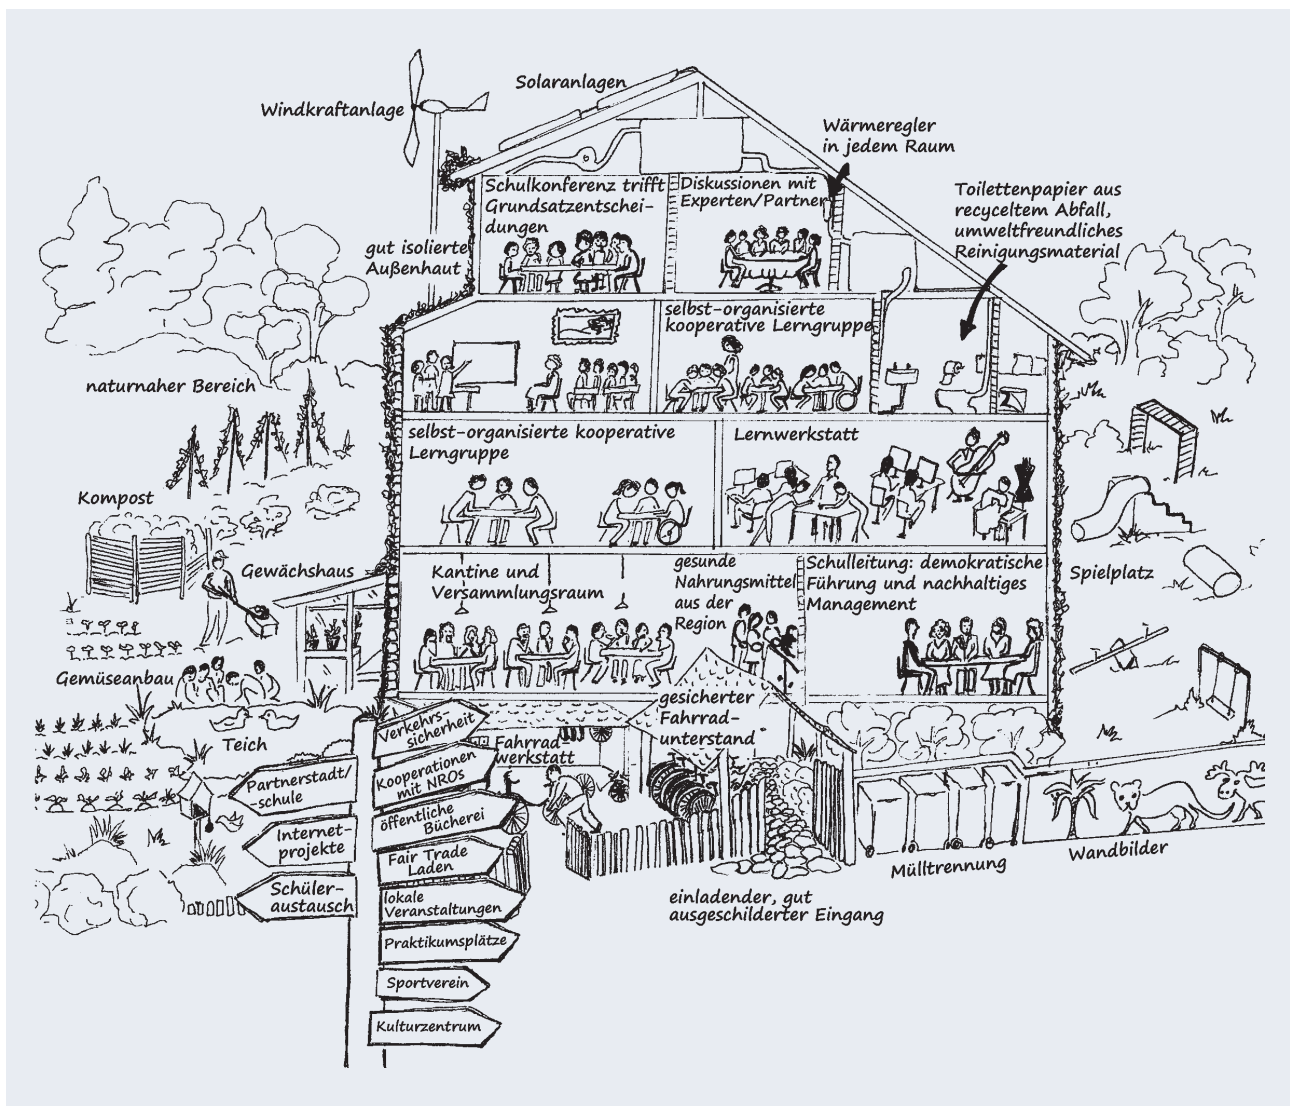 Solaranlagen
Windkraftanlage
Wärmeregler
in jedem Raum
Schulkonferenz trifft
Grundsatzentschei-
dungen
Diskussionen mit
Experten/Partner
Toilettenpapier aus
recyceltem Abfall,
umweltfreundliches
Reinigungsmaterial
gut isolierte
Außenhaut
selbst-organisierte
kooperative Lerngruppe
naturnaher Bereich
selbst-organisierte kooperative
Lerngruppe
Lernwerkstatt
Kompost
Gewächshaus
Kantine und
Versammlungsraum
gesunde
Nahrungsmittel
aus der
Region
Schulleitung: demokratische
Führung und nachhaltiges
Management
Spielplatz
Gemüseanbau
gesicherter
Fahrrad-
unterstand
Teich
Fahrrad-
werkstatt
Verkehrs-
sicherheit
Kooperationen
mit NROs
öffentliche
Bücherei
Fair Trade
Laden
lokale
Veranstaltungen
Praktikumsplätze
Sportverein
Kulturzentrum
Partnerstadt/
-schule
Internet-
projekte
Schüler-
austausch
einladender, gut
ausgeschilderter Eingang
Mülltrennung
Wandbilder